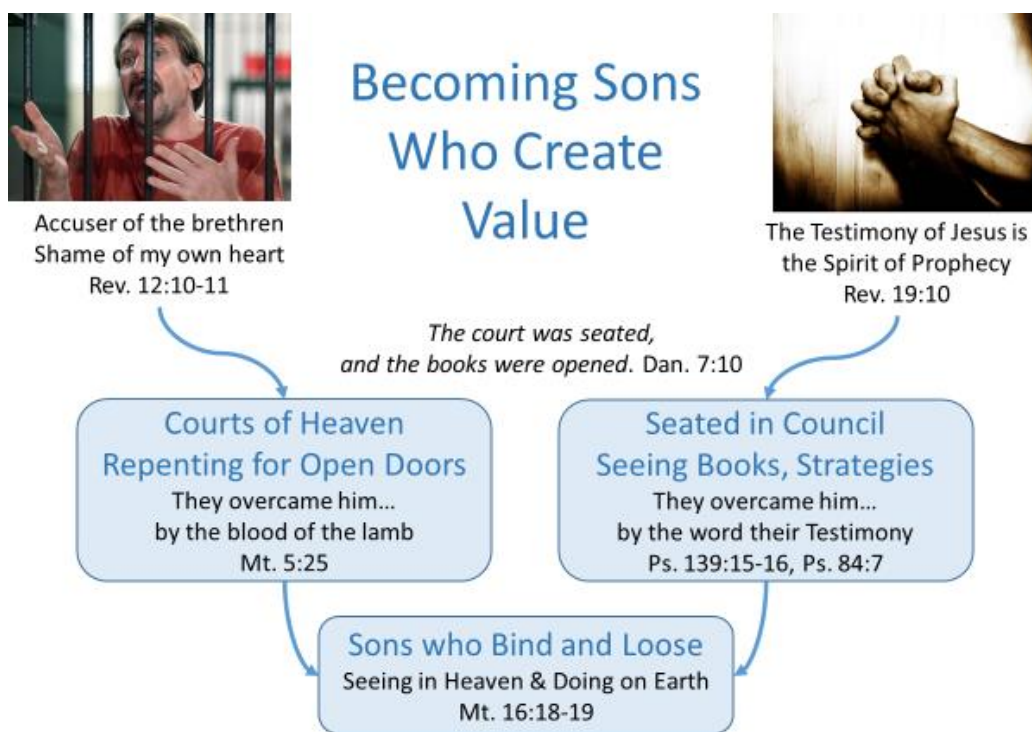 Becoming Sons
Who Create
Value
Accuser of the brethren
Shame of my own heart
Rev. 12:10-11
The Testimony of Jesus is
the Spirit of Prophecy
Rev. 19:10
The court was seated,
and the books were opened. Dan. 7:10
Courts of Heaven
Repenting for Open Doors
They overcame him...
by the blood of the lamb
Mt. 5:25
Seated in Council
Seeing Books, Strategies
They overcame him...
by the word their Testimony
Ps. 139:15-16, Ps. 84:7
Sons who Bind and Loose
Seeing in Heaven & Doing on Earth
Mt. 16:18-19